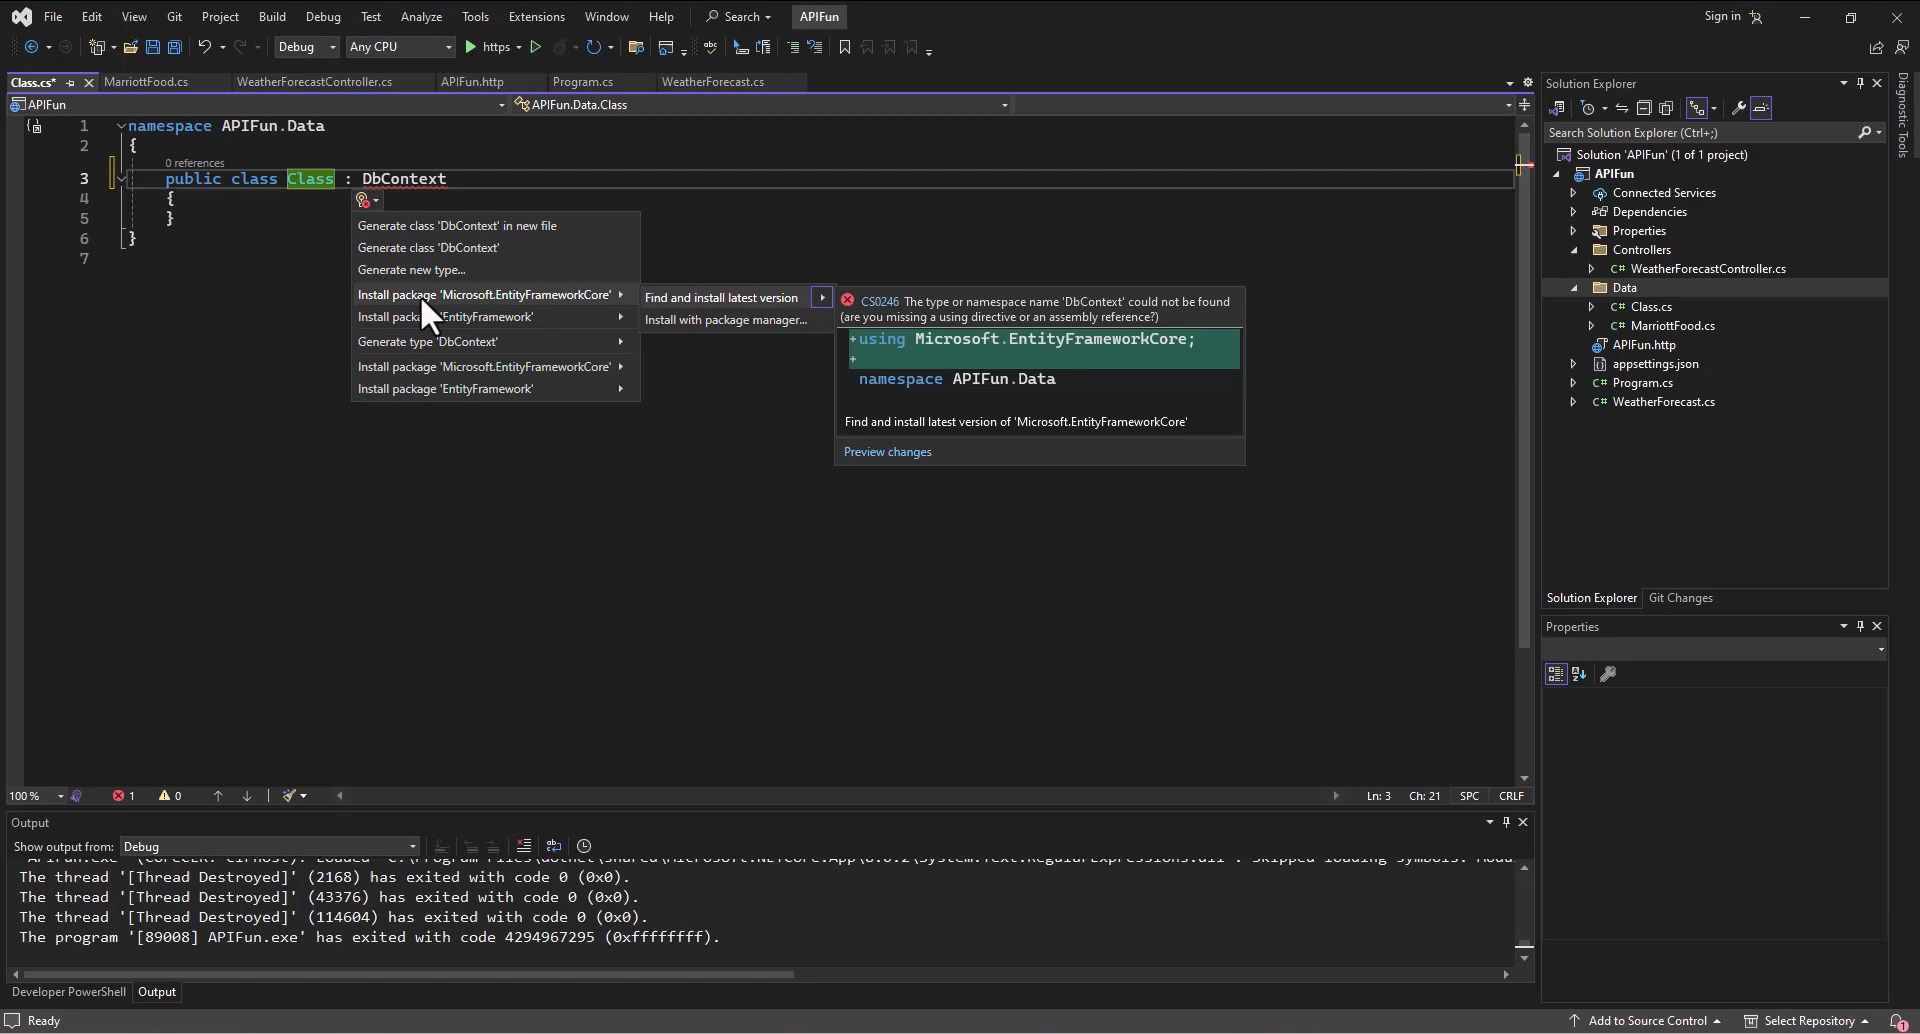 File Edit View Git Project Build Debug Test Analyze Tools Extensions Window Help Search APIFun Sign in
Debug Any CPU https
Class.cs* MarriottFood.cs WeatherForecastController.cs APIFun.http Program.cs WeatherForecast.cs
APIFun APIFun.Data.Class
1 namespace APIFun.Data
2 {
0 references
3 public class Class : DbContext
4 {
5 }
6 }
7
Generate class 'DbContext' in new file
Generate class 'DbContext'
Generate new type...
Install package 'Microsoft.EntityFrameworkCore'
Install 'EntityFramework'
Generate type 'DbContext'
Install package 'Microsoft.EntityFrameworkCore'
Install package 'EntityFramework'
Find and install latest version
Install with package manager...
CS0246 The type or namespace name 'DbContext' could not be found
(are you missing a using directive or an assembly reference?)
+using Microsoft.EntityFrameworkCore;
+
namespace APIFun.Data
Find and install latest version of 'Microsoft.EntityFrameworkCore'
Preview changes
100 % 1 0 Ln: 3 Ch: 21 SPC CRLF
Output
Show output from: Debug
The thread '[Thread Destroyed]' (2168) has exited with code 0 (0x0).
The thread '[Thread Destroyed]' (43376) has exited with code 0 (0x0).
The thread '[Thread Destroyed]' (114604) has exited with code 0 (0x0).
The program '[89008] APIFun.exe' has exited with code 4294967295 (0xffffffff).
Developer PowerShell Output
Solution Explorer
Search Solution Explorer (Ctrl+;)
Solution 'APIFun' (1 of 1 project)
APIFun
Connected Services
Dependencies
Properties
Controllers
C# WeatherForecastController.cs
Data
C# Class.cs
C# MarriottFood.cs
APIFun.http
appsettings.json
C# Program.cs
C# WeatherForecast.cs
Solution Explorer Git Changes
Properties
Diagnostic Tools
Ready Add to Source Control Select Repository 1